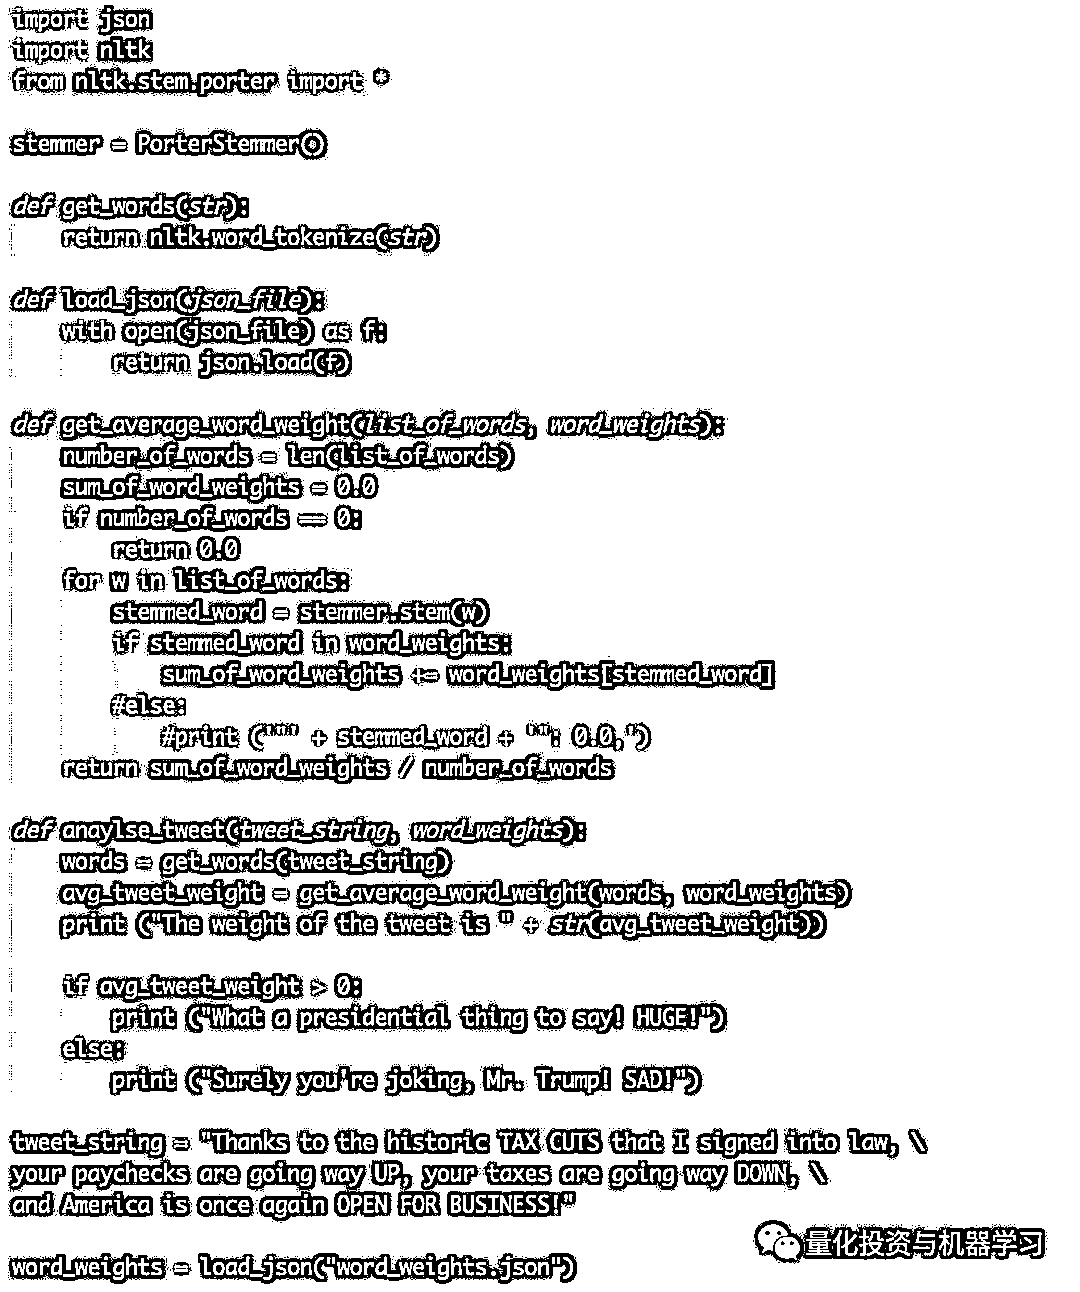 import json
import nltk
from nltk.stem.porter import *

stemmer = PorterStemmer()

def get_words(str):
    return nltk.word_tokenize(str)

def load_json(json_file):
    with open(json_file) as f:
        return json.load(f)

def get_average_word_weight(list_of_words, word_weights):
    number_of_words = len(list_of_words)
    sum_of_word_weights = 0.0
    if number_of_words == 0:
        return 0.0
    for w in list_of_words:
        stemmed_word = stemmer.stem(w)
        if stemmed_word in word_weights:
            sum_of_word_weights += word_weights[stemmed_word]
        #else:
            #print ('"' + stemmed_word + '": 0.0,')
    return sum_of_word_weights / number_of_words

def anaylse_tweet(tweet_string, word_weights):
    words = get_words(tweet_string)
    avg_tweet_weight = get_average_word_weight(words, word_weights)
    print ("The weight of the tweet is " + str(avg_tweet_weight))

    if avg_tweet_weight > 0:
        print ("What a presidential thing to say! HUGE!")
    else:
        print ("Surely you're joking, Mr. Trump! SAD!")

tweet_string = "Thanks to the historic TAX CUTS that I signed into law, \
your paychecks are going way UP, your taxes are going way DOWN, \
and America is once again OPEN FOR BUSINESS!"

word_weights = load_json("word_weights.json")
量化投资与机器学习